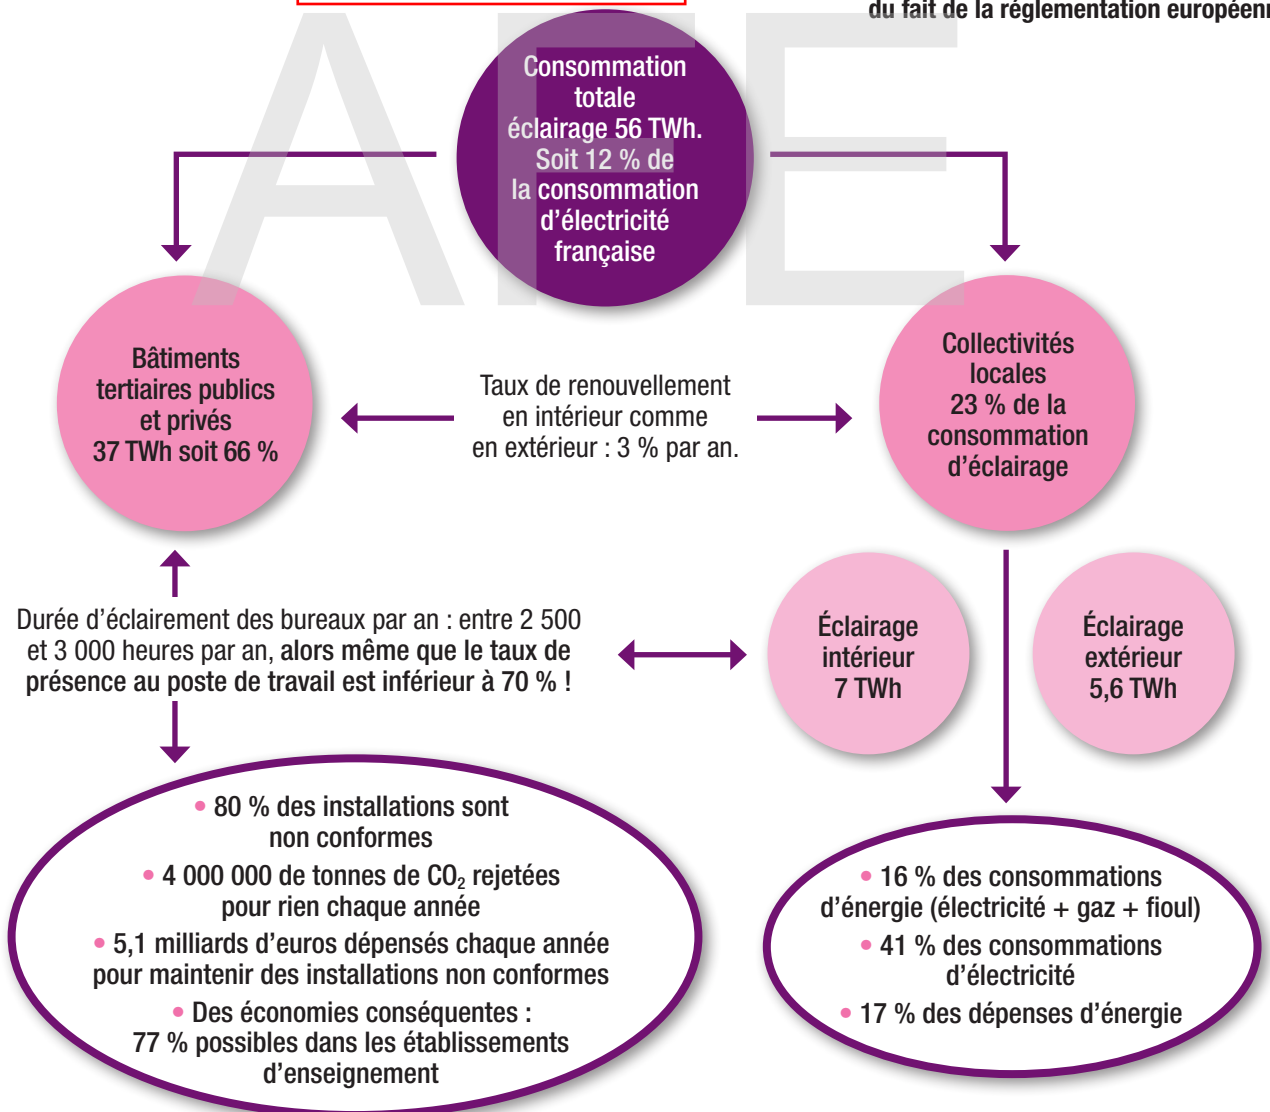 du fait de la réglementation européenn
AFE
Consommation
totale
éclairage 56 TWh.
Soit 12 % de
la consommation
d'électricité
française
Bâtiments
tertiaires publics
et privés
37 TWh soit 66 %
Taux de renouvellement
en intérieur comme
en extérieur : 3 % par an.
Collectivités
locales
23 % de la
consommation
d'éclairage
Durée d'éclairement des bureaux par an : entre 2 500
et 3 000 heures par an, alors même que le taux de
présence au poste de travail est inférieur à 70 % !
Éclairage
intérieur
7 TWh
Éclairage
extérieur
5,6 TWh
• 80 % des installations sont
non conformes
• 4 000 000 de tonnes de CO₂ rejetées
pour rien chaque année
• 5,1 milliards d'euros dépensés chaque année
pour maintenir des installations non conformes
• Des économies conséquentes :
77 % possibles dans les établissements
d'enseignement
• 16 % des consommations
d'énergie (électricité + gaz + fioul)
• 41 % des consommations
d'électricité
• 17 % des dépenses d'énergie